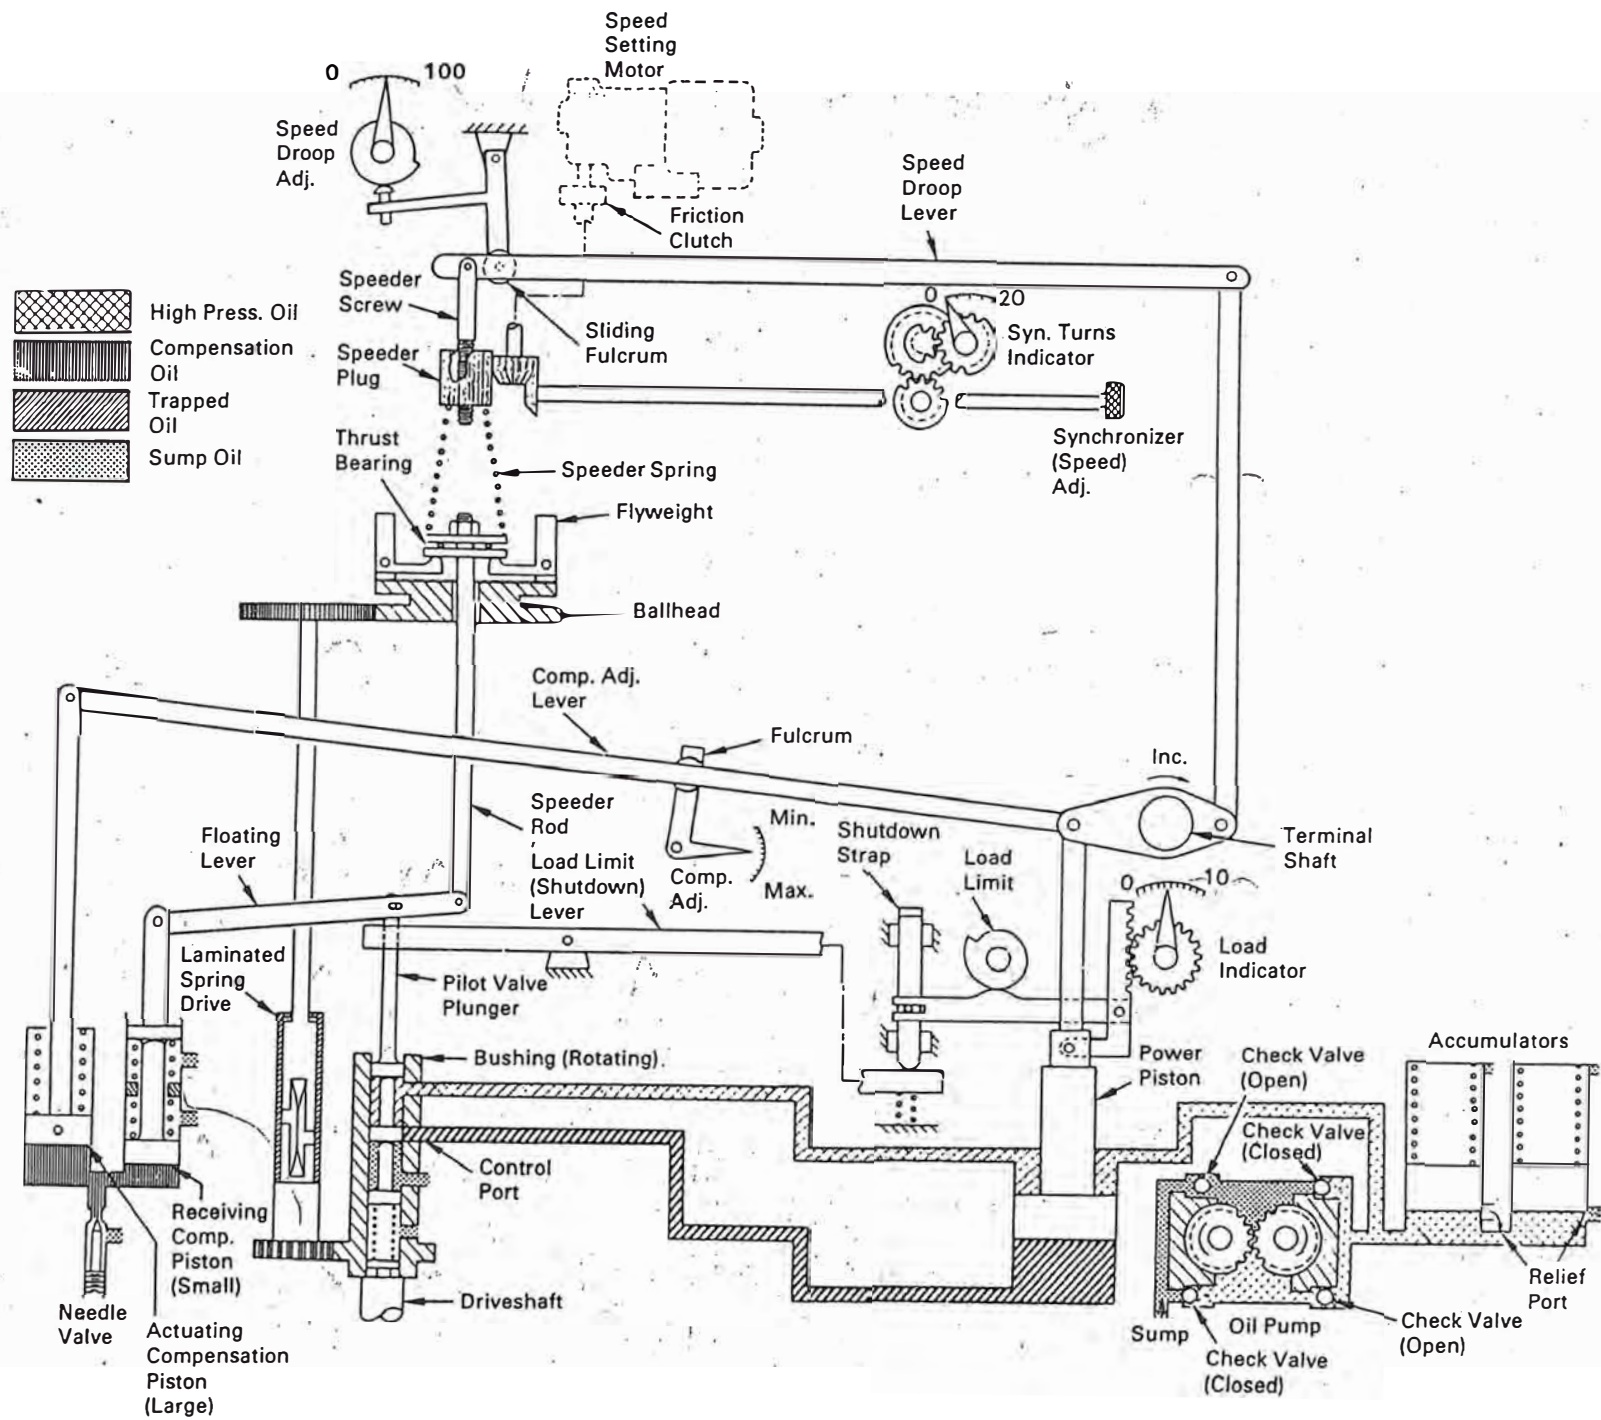 Speed
Setting
Motor
0
100
Speed
Droop
Adj.
Speed
Droop
Lever
Friction
Clutch
Speeder
Screw
High Press. Oil
0
20
Sliding
Fulcrum
Syn. Turns
Indicator
Compensation
Oil
Speeder
Plug
Trapped
Oil
Thrust
Bearing
Synchronizer
(Speed)
Adj.
Sump Oil
Speeder Spring
Flyweight
Ballhead
Comp. Adj.
Lever
Fulcrum
Inc.
Speeder
Rod
Min.
Shutdown
Strap
Terminal
Shaft
Floating
Lever
Load Limit
(Shutdown)
Lever
Comp.
Adj.
Max.
Load
Limit
0
10
Laminated
Spring
Drive
Pilot Valve
Plunger
Load
Indicator
Bushing (Rotating).
Power
Piston
Check Valve
(Open)
Accumulators
Check Valve
(Closed)
Control
Port
Receiving
Comp.
Piston
(Small)
Needle
Valve
Driveshaft
Relief
Port
Sump
Oil Pump
Check Valve
(Open)
Actuating
Compensation
Piston
(Large)
Check Valve
(Closed)